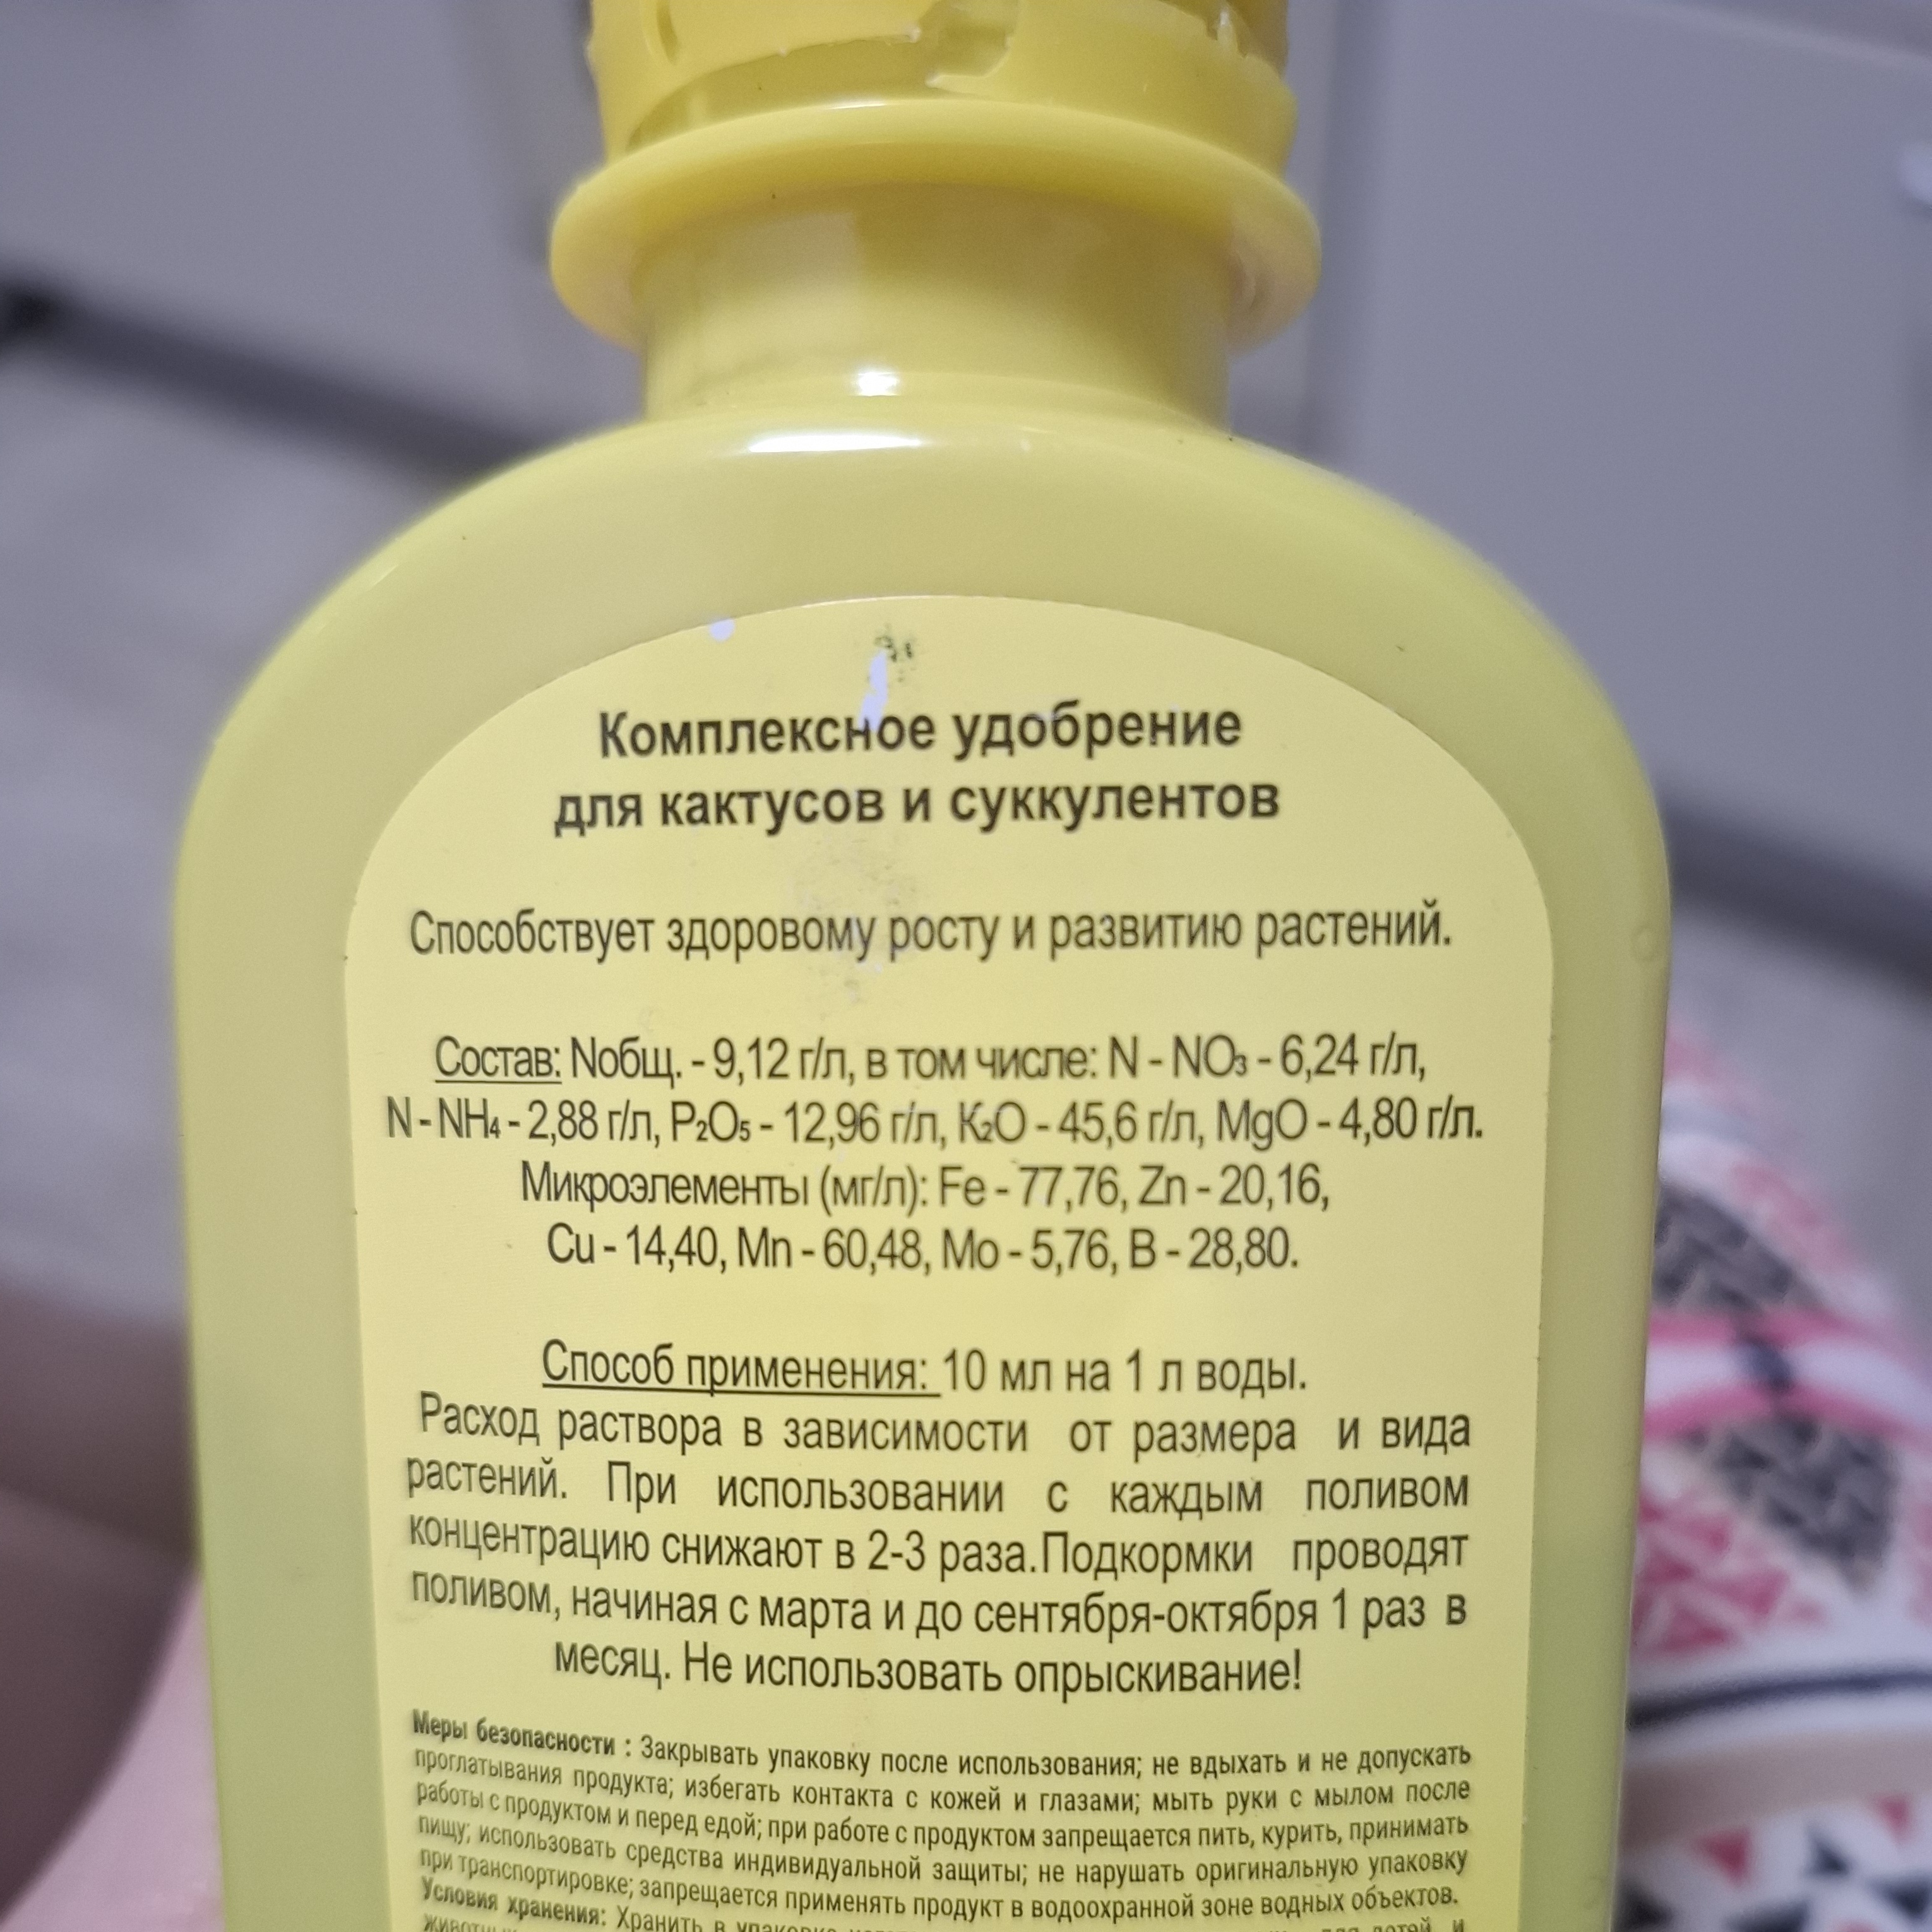 Комплексное удобрение
для кактусов и суккулентов
Способствует здоровому росту и развитию растений.
Состав: Nобщ. - 9,12 г/л, в том числе: N - NO₃ - 6,24 г/л,
N - NH₄ - 2,88 г/л, P₂O₅ - 12,96 г/л, K₂O - 45,6 г/л, MgO - 4,80 г/л.
Микроэлементы (мг/л): Fe - 77,76, Zn - 20,16,
Cu - 14,40, Mn - 60,48, Mo - 5,76, B - 28,80.
Способ применения: 10 мл на 1 л воды.
Расход раствора в зависимости от размера и вида
растений. При использовании с каждым поливом
концентрацию снижают в 2-3 раза.Подкормки проводят
поливом, начиная с марта и до сентября-октября 1 раз в
месяц. Не использовать опрыскивание!
Меры безопасности : Закрывать упаковку после использования; не вдыхать и не допускать
проглатывания продукта; избегать контакта с кожей и глазами; мыть руки с мылом после
работы с продуктом и перед едой; при работе с продуктом запрещается пить, курить, принимать
пищу; использовать средства индивидуальной защиты; не нарушать оригинальную упаковку
при транспортировке; запрещается применять продукт в водоохранной зоне водных объектов.
Условия хранения: Хранить в упаковке для детей и